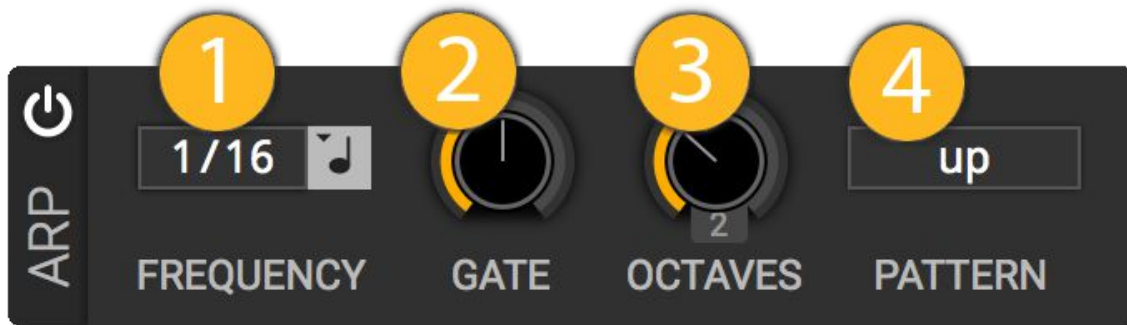 1 2 3 4
ARP
1/16
up
2
FREQUENCY GATE OCTAVES PATTERN